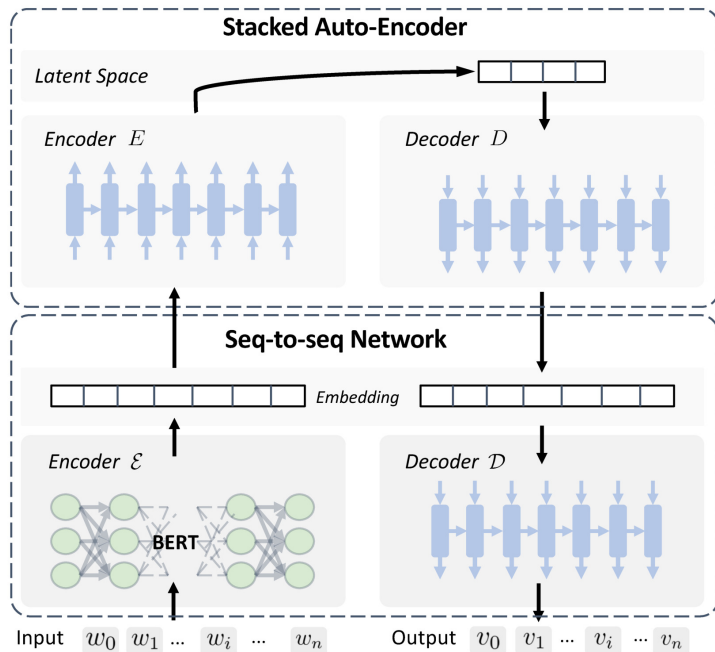 Stacked Auto-Encoder
Latent Space
Encoder E
Decoder D
Seq-to-seq Network
Embedding
Encoder ℰ
Decoder 𝒟
BERT
Input w₀ w₁ ... wᵢ ... wₙ
Output v₀ v₁ ... vᵢ ... vₙ